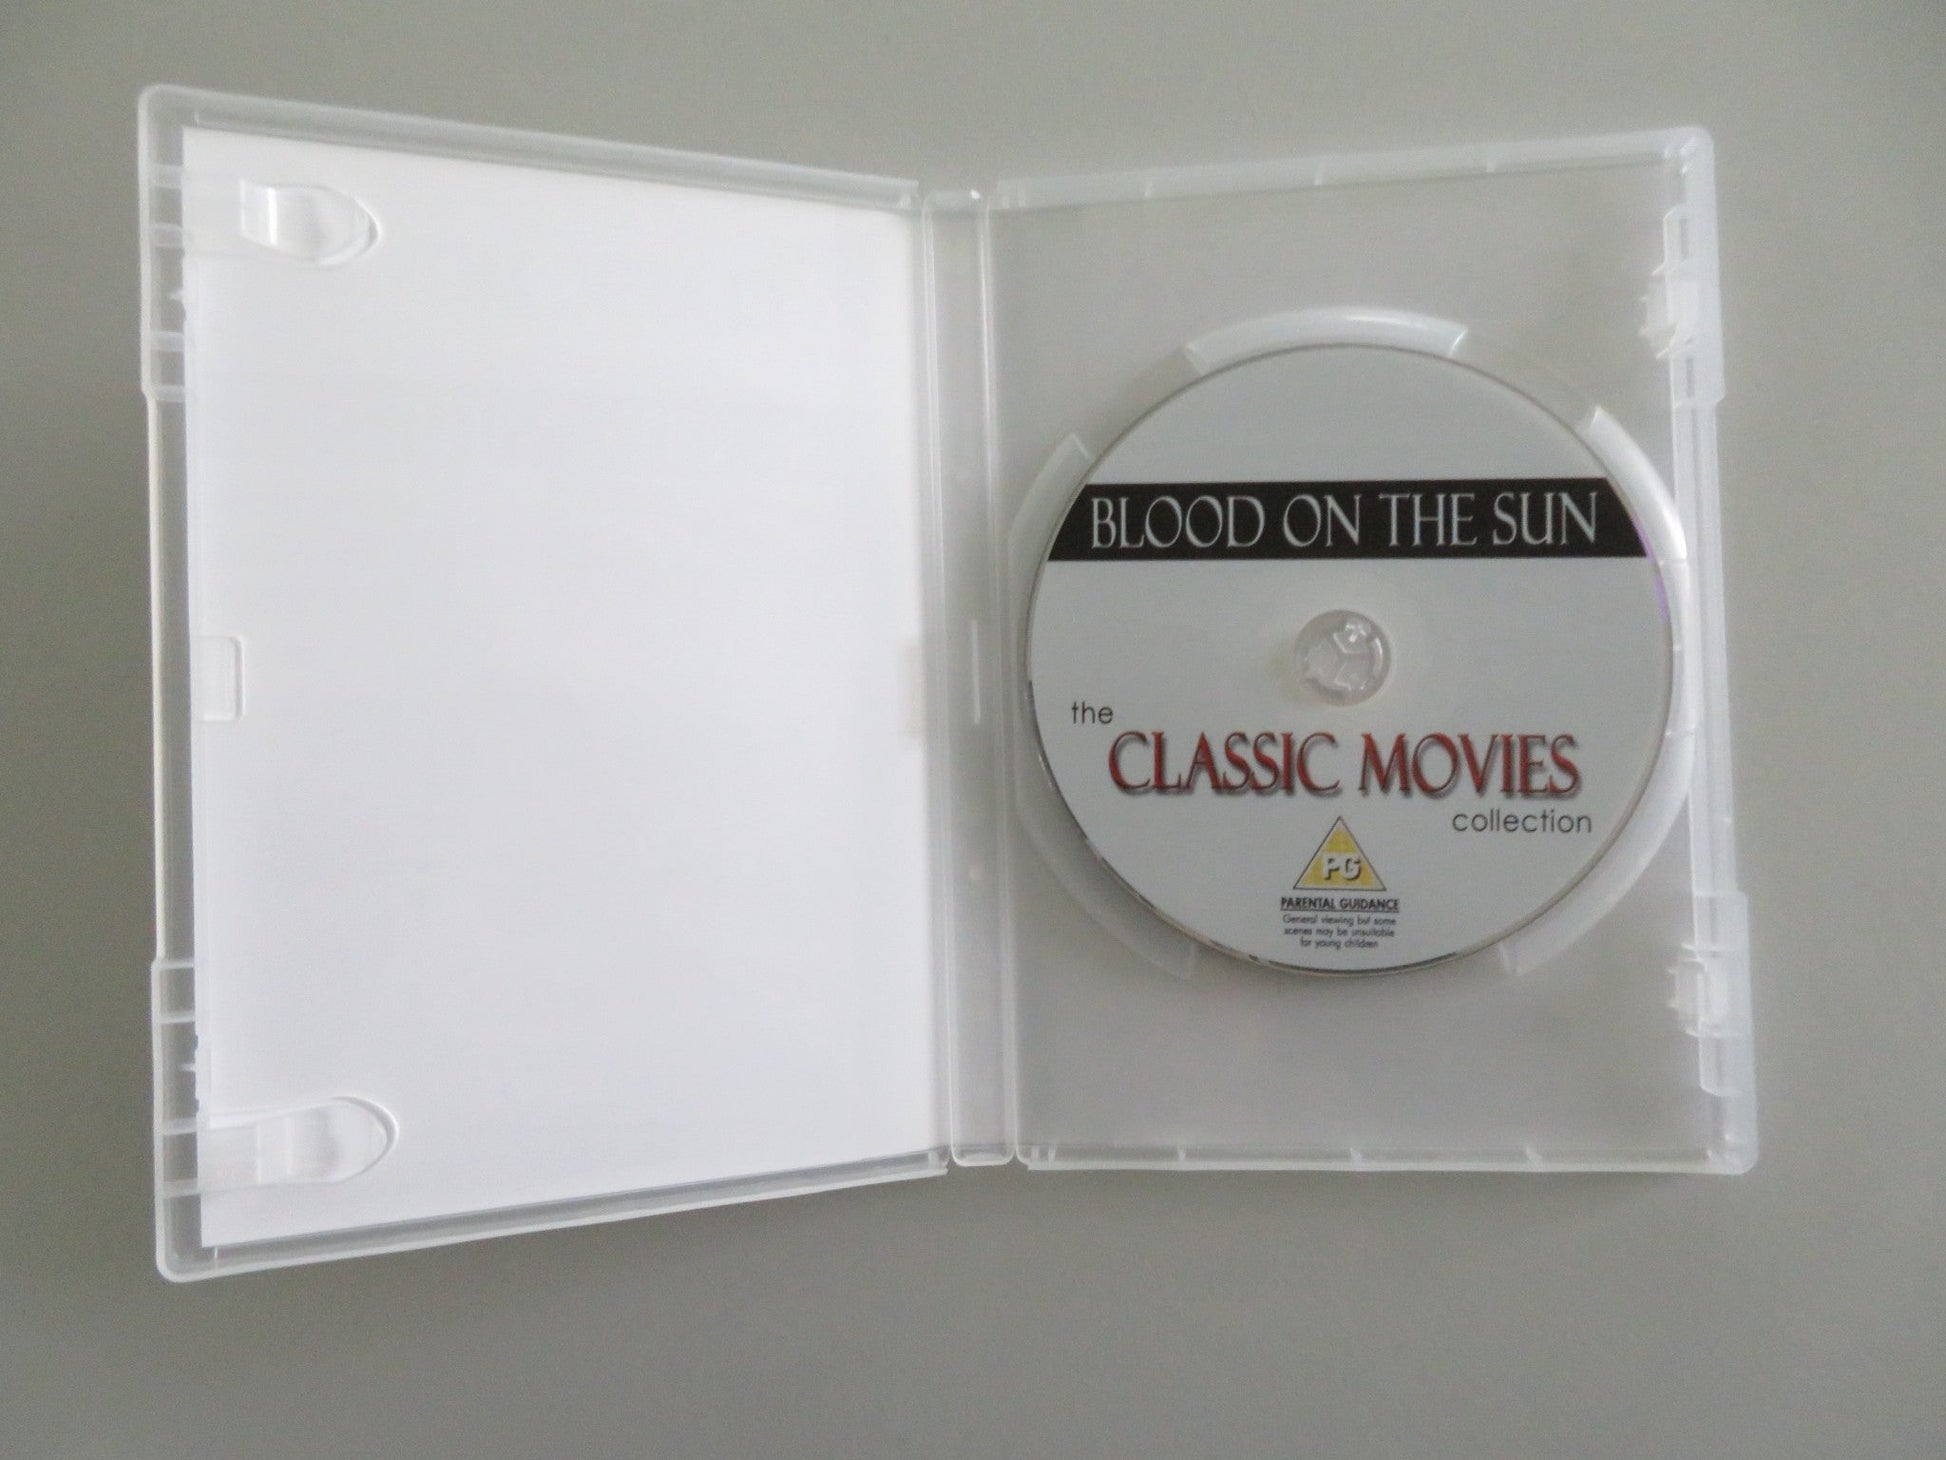 BLOOD ON THE SUN
the
CLASSIC MOVIES
collection
PG
PARENTAL GUIDANCE
General viewing but some
scenes may be unsuitable
for young children